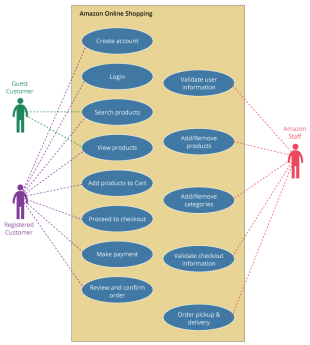 Amazon Online Shopping
Create account
Login
Search products
View products
Add products to Cart
Proceed to checkout
Make payment
Review and confirm
order
Validate user
information
Add/Remove
products
Add/Remove
categories
Validate checkout
information
Order pickup &
delivery
Guest
Customer
Registered
Customer
Amazon
Staff